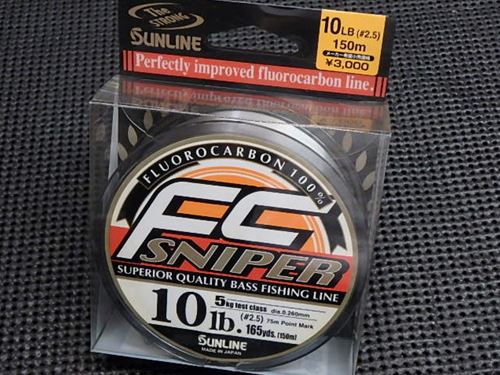 The
STRONG
SUNLINE
10LB (#2.5)
150m
メーカー希望小売価格
¥3,000
Perfectly improved fluorocarbon line.
FLUOROCARBON 100%
FC
SNIPER
SUPERIOR QUALITY BASS FISHING LINE
5kg test class dia.0.260mm
10lb. (#2.5) 75m Point Mark
165yds. (150m)
SUNLINE
MADE IN JAPAN